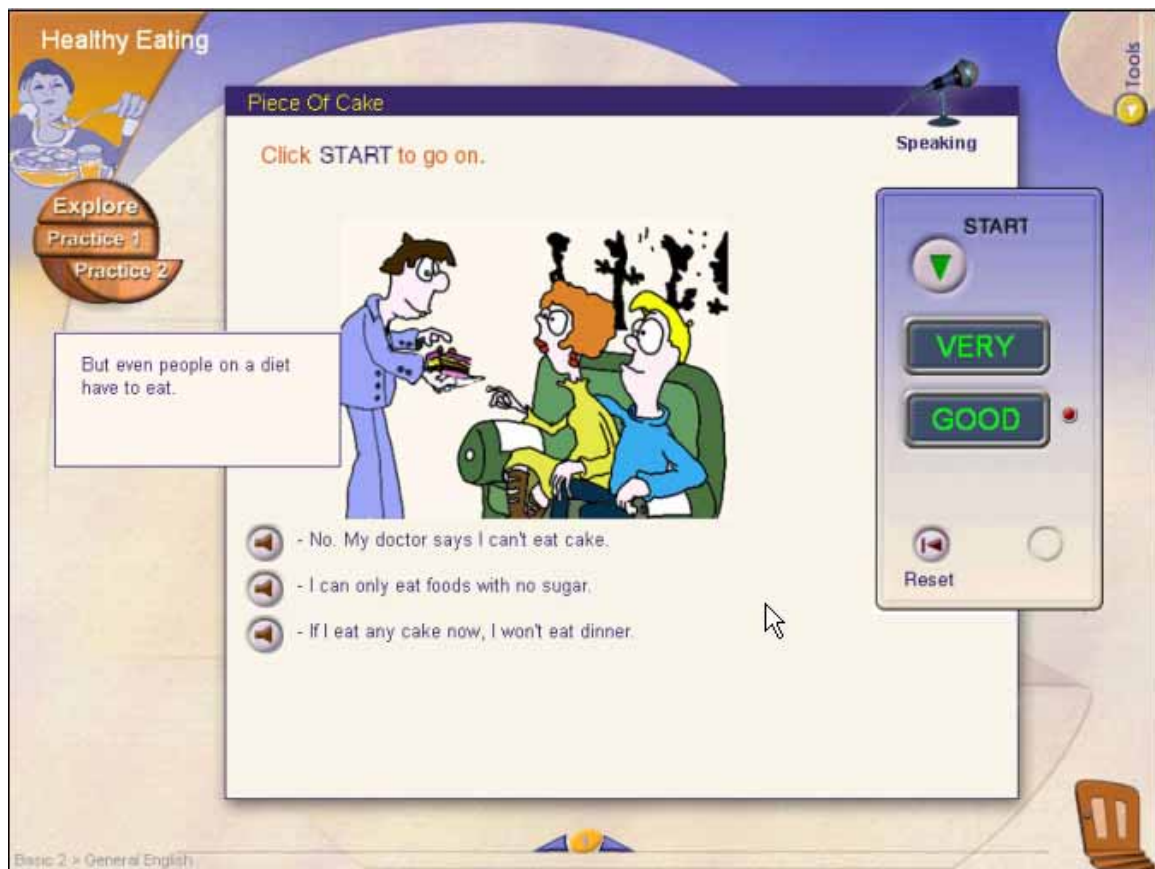 Healthy Eating
Tools
Piece Of Cake
Speaking
Click START to go on.
Explore
Practice 1
Practice 2
START
VERY
GOOD
But even people on a diet
have to eat.
- No. My doctor says I can't eat cake.
- I can only eat foods with no sugar.
- If I eat any cake now, I won't eat dinner.
Reset
Basic 2 > General English